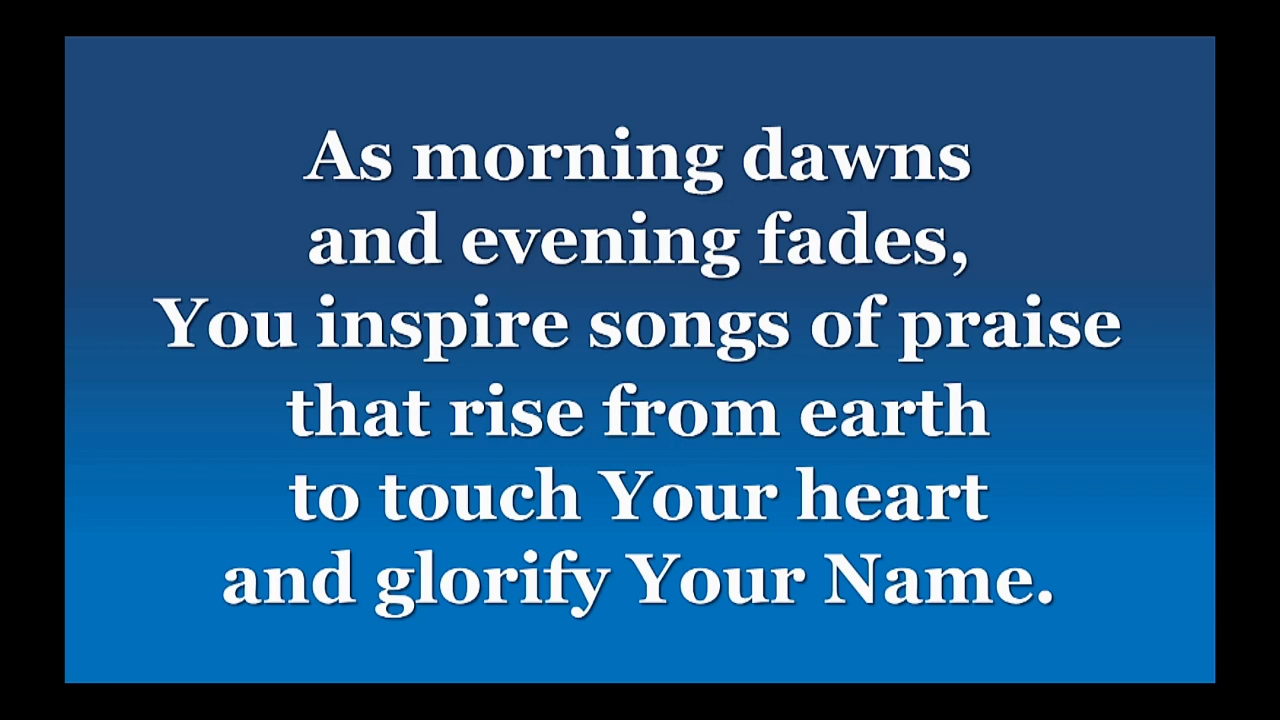 As morning dawns
and evening fades,
You inspire songs of praise
that rise from earth
to touch Your heart
and glorify Your Name.